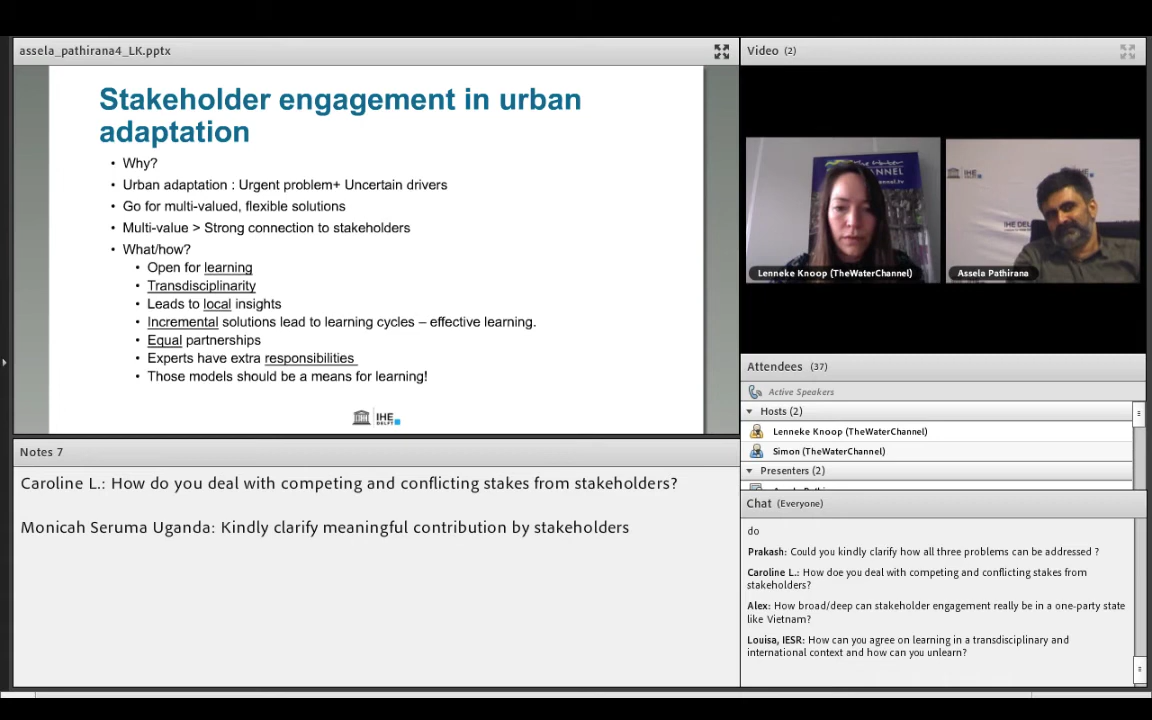 assela_pathirana4_LK.pptx
Stakeholder engagement in urban
adaptation
• Why?
• Urban adaptation : Urgent problem+ Uncertain drivers
• Go for multi-valued, flexible solutions
• Multi-value > Strong connection to stakeholders
• What/how?
• Open for learning
• Transdisciplinarity
• Leads to local insights
• Incremental solutions lead to learning cycles – effective learning.
• Equal partnerships
• Experts have extra responsibilities
• Those models should be a means for learning!
IHE
DELFT
Notes 7
Caroline L.: How do you deal with competing and conflicting stakes from stakeholders?
Monicah Seruma Uganda: Kindly clarify meaningful contribution by stakeholders
Video (2)
CHANNEL
Lenneke Knoop (TheWaterChannel)
IHE
IHE DEL
Assela Pathirana
Attendees (37)
Active Speakers
Hosts (2)
Lenneke Knoop (TheWaterChannel)
Simon (TheWaterChannel)
Presenters (2)
Chat (Everyone)
do
Prakash: Could you kindly clarify how all three problems can be addressed ?
Caroline L.: How doe you deal with competing and conflicting stakes from
stakeholders?
Alex: How broad/deep can stakeholder engagement really be in a one-party state
like Vietnam?
Louisa, IESR: How can you agree on learning in a transdisciplinary and
international context and how can you unlearn?